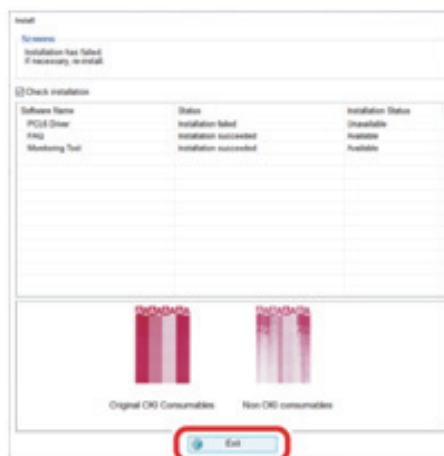 Install
Screens
Installation has failed.
If necessary, re-install.
Check installation
Software Name Status Installation Status
PCL6 Driver Installation failed Unavailable
FAQ Installation succeeded Available
Monitoring Tool Installation succeeded Available
Original OKI Consumables Non OKI consumables
Exit